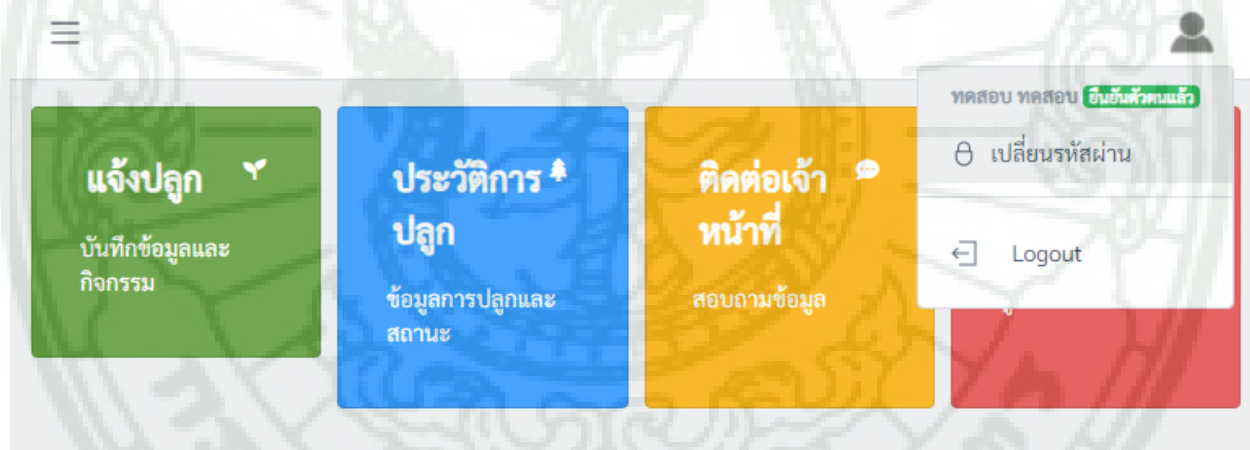 ทดสอบ ทดสอบ ยืนยันตัวตนแล้ว
เปลี่ยนรหัสผ่าน
Logout
แจ้งปลูก
บันทึกข้อมูลและ
กิจกรรม
ประวัติการ
ปลูก
ข้อมูลการปลูกและ
สถานะ
ติดต่อเจ้า
หน้าที่
สอบถามข้อมูล